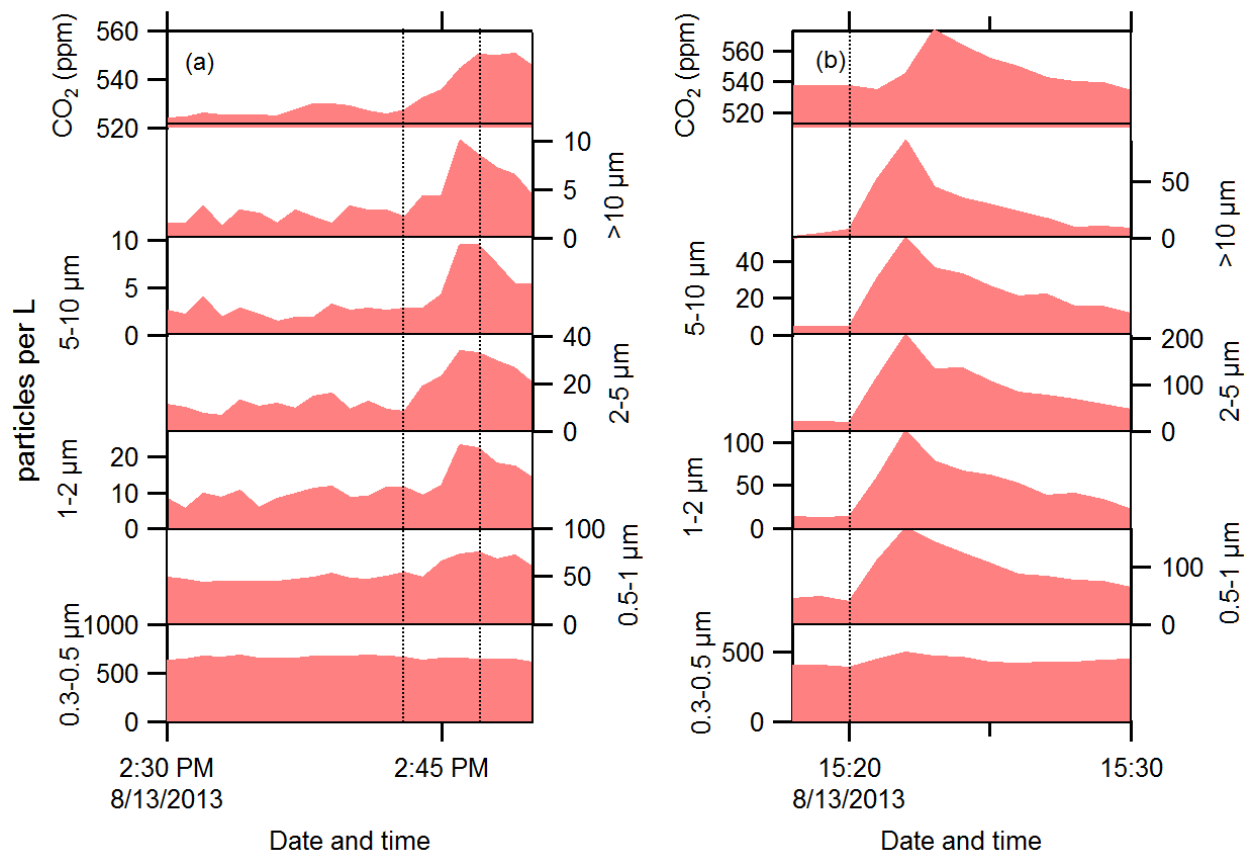 (a)
CO2 (ppm)
560
540
520
10
5
0
>10 µm
10
5
0
5-10 µm
40
20
0
2-5 µm
particles per L
20
10
0
1-2 µm
100
50
0
0.5-1 µm
1000
500
0
0.3-0.5 µm
2:30 PM
2:45 PM
8/13/2013
Date and time
(b)
CO2 (ppm)
560
540
520
50
0
>10 µm
40
20
0
5-10 µm
200
100
0
2-5 µm
100
50
0
1-2 µm
100
0
0.5-1 µm
500
0
0.3-0.5 µm
15:20
15:30
8/13/2013
Date and time